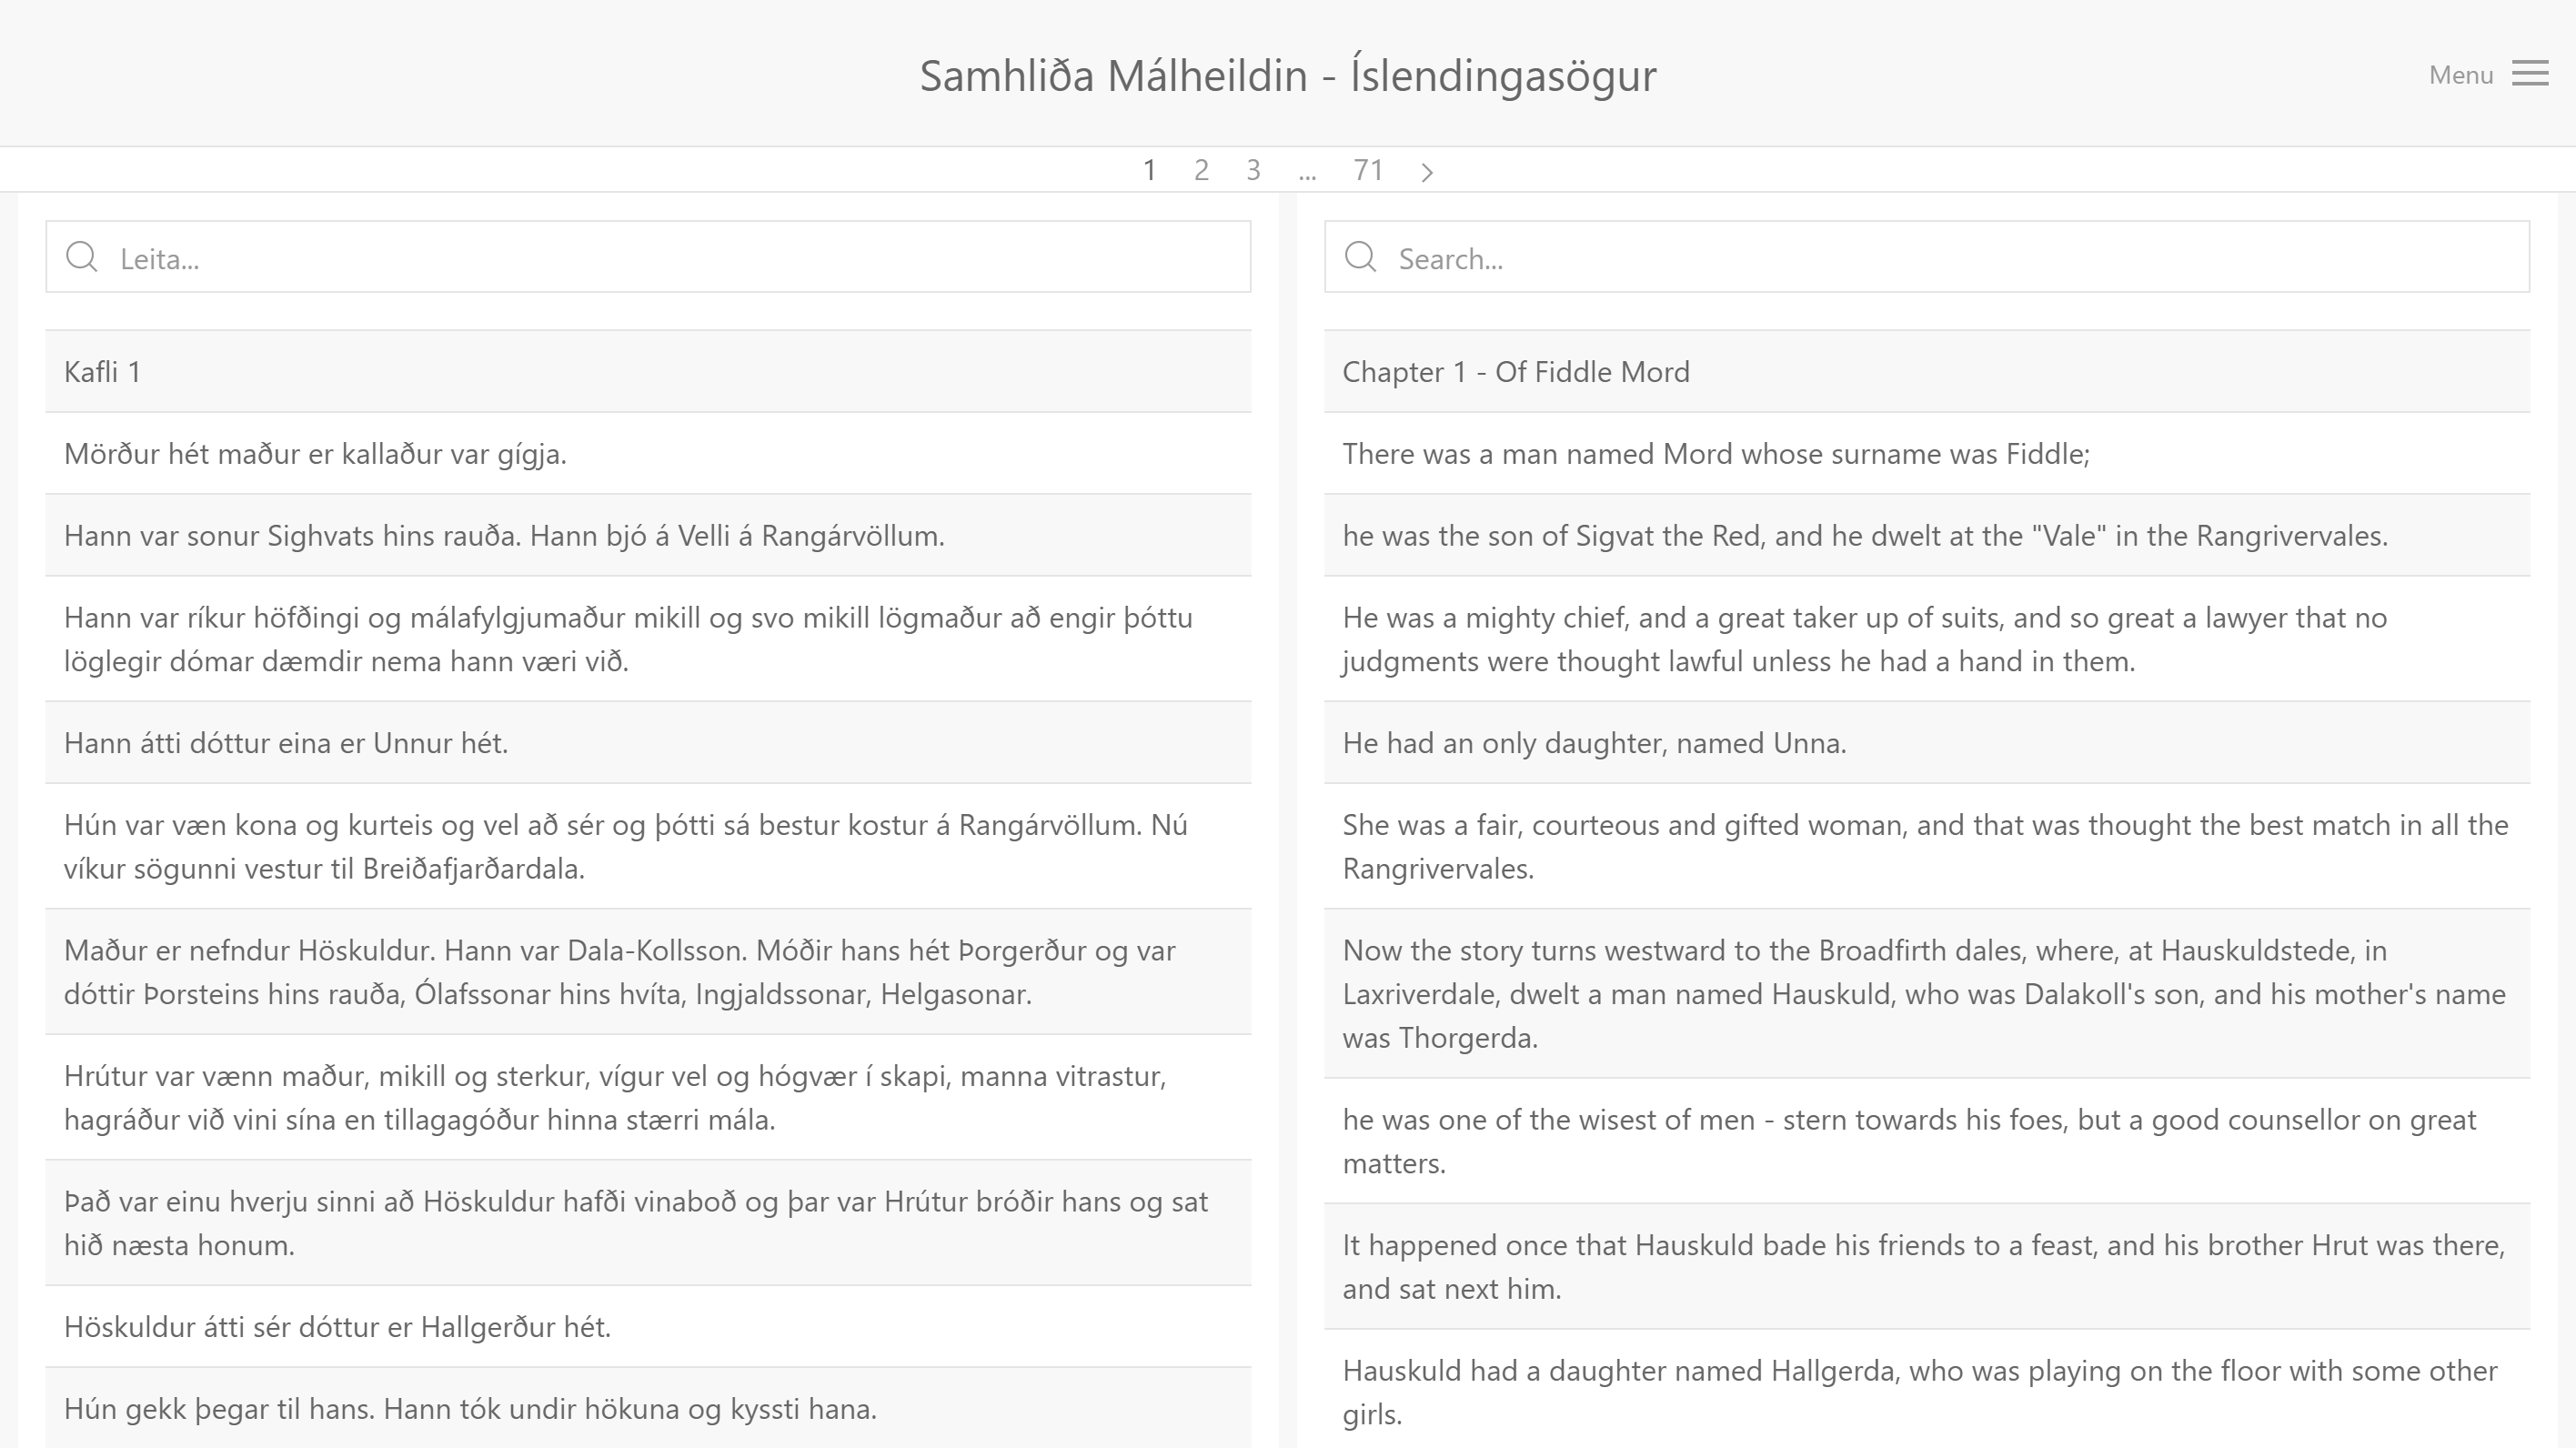 Samhliða Málheildin - Íslendingasögur
Menu
1 2 3 ... 71
Leita...
Kafli 1
Mörður hét maður er kallaður var gígja.
Hann var sonur Sighvats hins rauða. Hann bjó á Velli á Rangárvöllum.
Hann var ríkur höfðingi og málafylgjumaður mikill og svo mikill lögmaður að engir þóttu
löglegir dómar dæmdir nema hann væri við.
Hann átti dóttur eina er Unnur hét.
Hún var væn kona og kurteis og vel að sér og þótti sá bestur kostur á Rangárvöllum. Nú
víkur sögunni vestur til Breiðafjarðardala.
Maður er nefndur Höskuldur. Hann var Dala-Kollsson. Móðir hans hét Þorgerður og var
dóttir Þorsteins hins rauða, Ólafssonar hins hvíta, Ingjaldssonar, Helgasonar.
Hrútur var vænn maður, mikill og sterkur, vígur vel og hógvær í skapi, manna vitrastur,
hagráður við vini sína en tillagagóður hinna stærri mála.
Það var einu hverju sinni að Höskuldur hafði vinaboð og þar var Hrútur bróðir hans og sat
hið næsta honum.
Höskuldur átti sér dóttur er Hallgerður hét.
Hún gekk þegar til hans. Hann tók undir hökuna og kyssti hana.
Search...
Chapter 1 - Of Fiddle Mord
There was a man named Mord whose surname was Fiddle;
he was the son of Sigvat the Red, and he dwelt at the "Vale" in the Rangrivervales.
He was a mighty chief, and a great taker up of suits, and so great a lawyer that no
judgments were thought lawful unless he had a hand in them.
He had an only daughter, named Unna.
She was a fair, courteous and gifted woman, and that was thought the best match in all the
Rangrivervales.
Now the story turns westward to the Broadfirth dales, where, at Hauskuldstede, in
Laxriverdale, dwelt a man named Hauskuld, who was Dalakoll's son, and his mother's name
was Thorgerda.
he was one of the wisest of men - stern towards his foes, but a good counsellor on great
matters.
It happened once that Hauskuld bade his friends to a feast, and his brother Hrut was there,
and sat next him.
Hauskuld had a daughter named Hallgerda, who was playing on the floor with some other
girls.